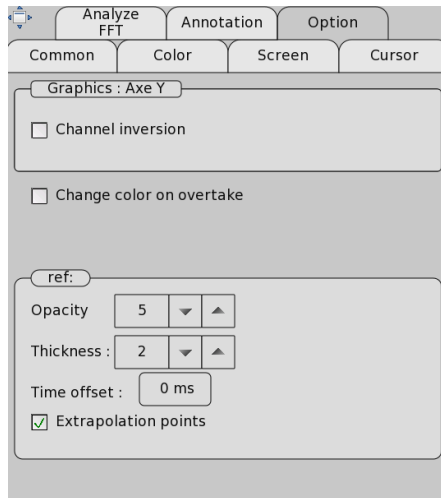 Analyze
FFT
Annotation
Option
Common
Color
Screen
Cursor
Graphics : Axe Y
Channel inversion
Change color on overtake
ref:
Opacity
5
Thickness :
2
Time offset :
0 ms
Extrapolation points